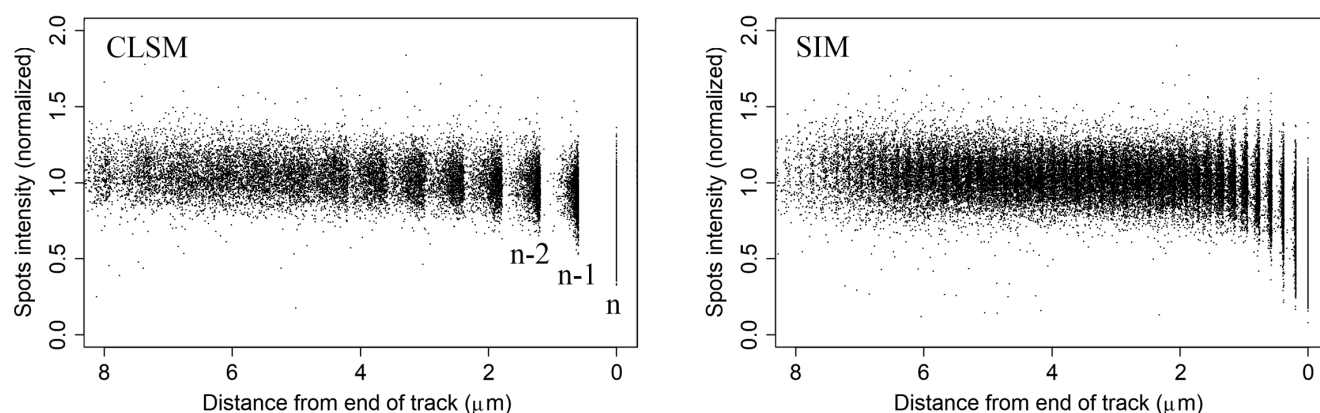 CLSM
Spots intensity (normalized)
2.0
1.5
1.0
0.5
0.0
n-2
n-1
n
8
6
4
2
0
Distance from end of track (μm)
SIM
Spots intensity (normalized)
2.0
1.5
1.0
0.5
0.0
8
6
4
2
0
Distance from end of track (μm)